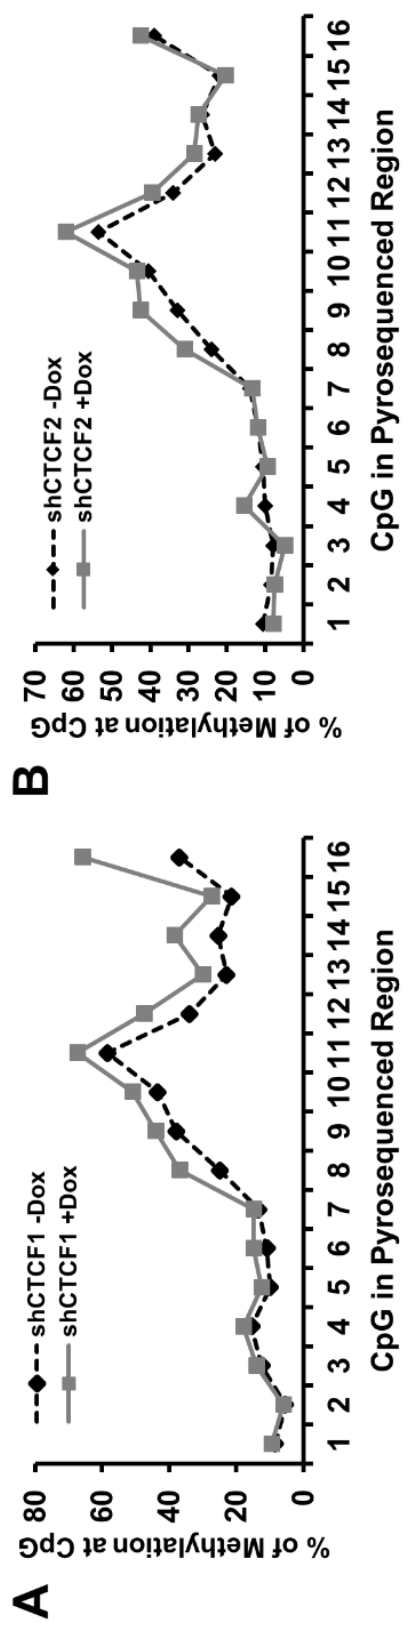 A
% of Methylation at CpG
80
60
40
20
0
shCTCF1 -Dox
shCTCF1 +Dox
1 2 3 4 5 6 7 8 9 10 11 12 13 14 15 16
CpG in Pyrosequenced Region
B
% of Methylation at CpG
70
60
50
40
30
20
10
0
shCTCF2 -Dox
shCTCF2 +Dox
1 2 3 4 5 6 7 8 9 10 11 12 13 14 15 16
CpG in Pyrosequenced Region